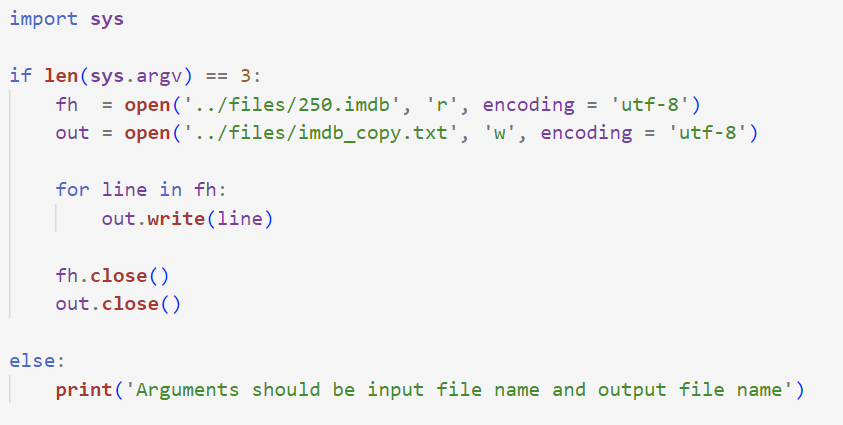 import sys
if len(sys.argv) == 3:
    fh  = open('../files/250.imdb', 'r', encoding = 'utf-8')
    out = open('../files/imdb_copy.txt', 'w', encoding = 'utf-8')
    for line in fh:
        out.write(line)
    fh.close()
    out.close()
else:
    print('Arguments should be input file name and output file name')